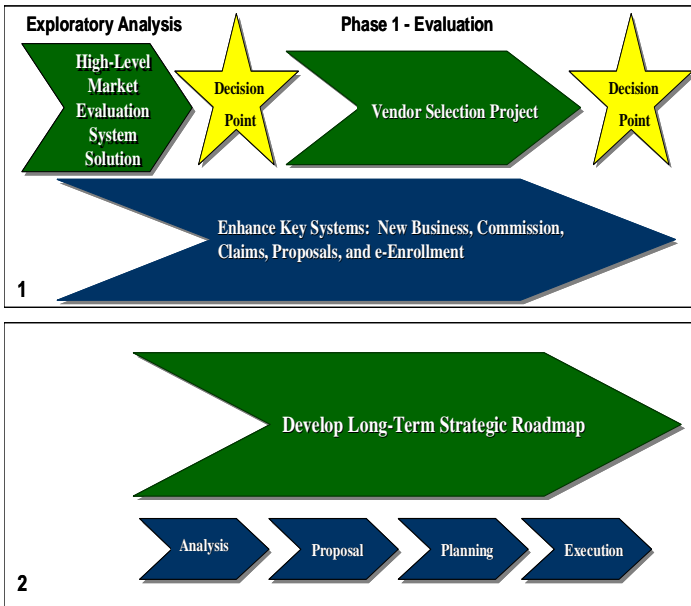 Exploratory Analysis
Phase 1 - Evaluation
High-Level
Market
Evaluation
System
Solution
Decision
Point
Vendor Selection Project
Decision
Point
Enhance Key Systems: New Business, Commission,
Claims, Proposals, and e-Enrollment
1
Develop Long-Term Strategic Roadmap
Analysis
Proposal
Planning
Execution
2